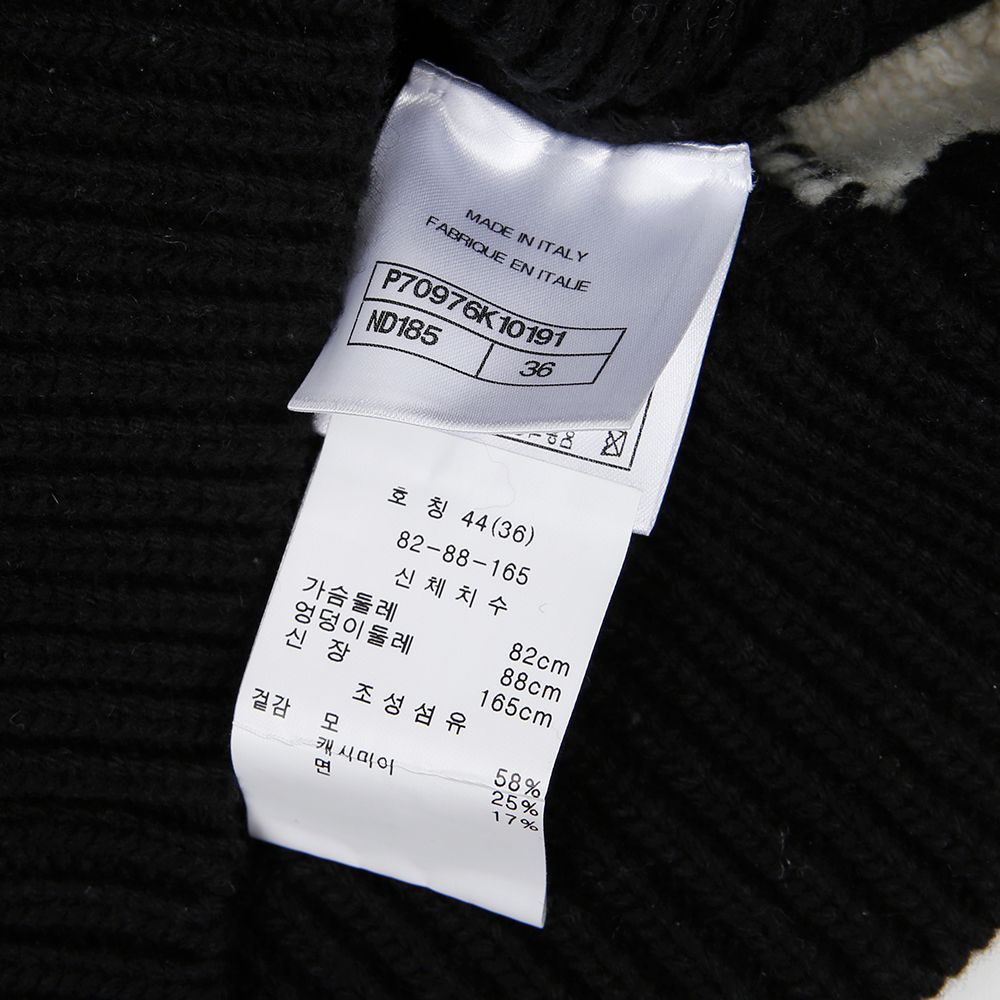 MADE IN ITALY
FABRIQUE EN ITALIE
P70976K10191
ND185 36
호 칭 44(36)
82-88-165
신체치수
가슴둘레 82cm
엉덩이둘레 88cm
신 장 165cm
조성섬유
겉감 모 58%
캐시미어 25%
면 17%